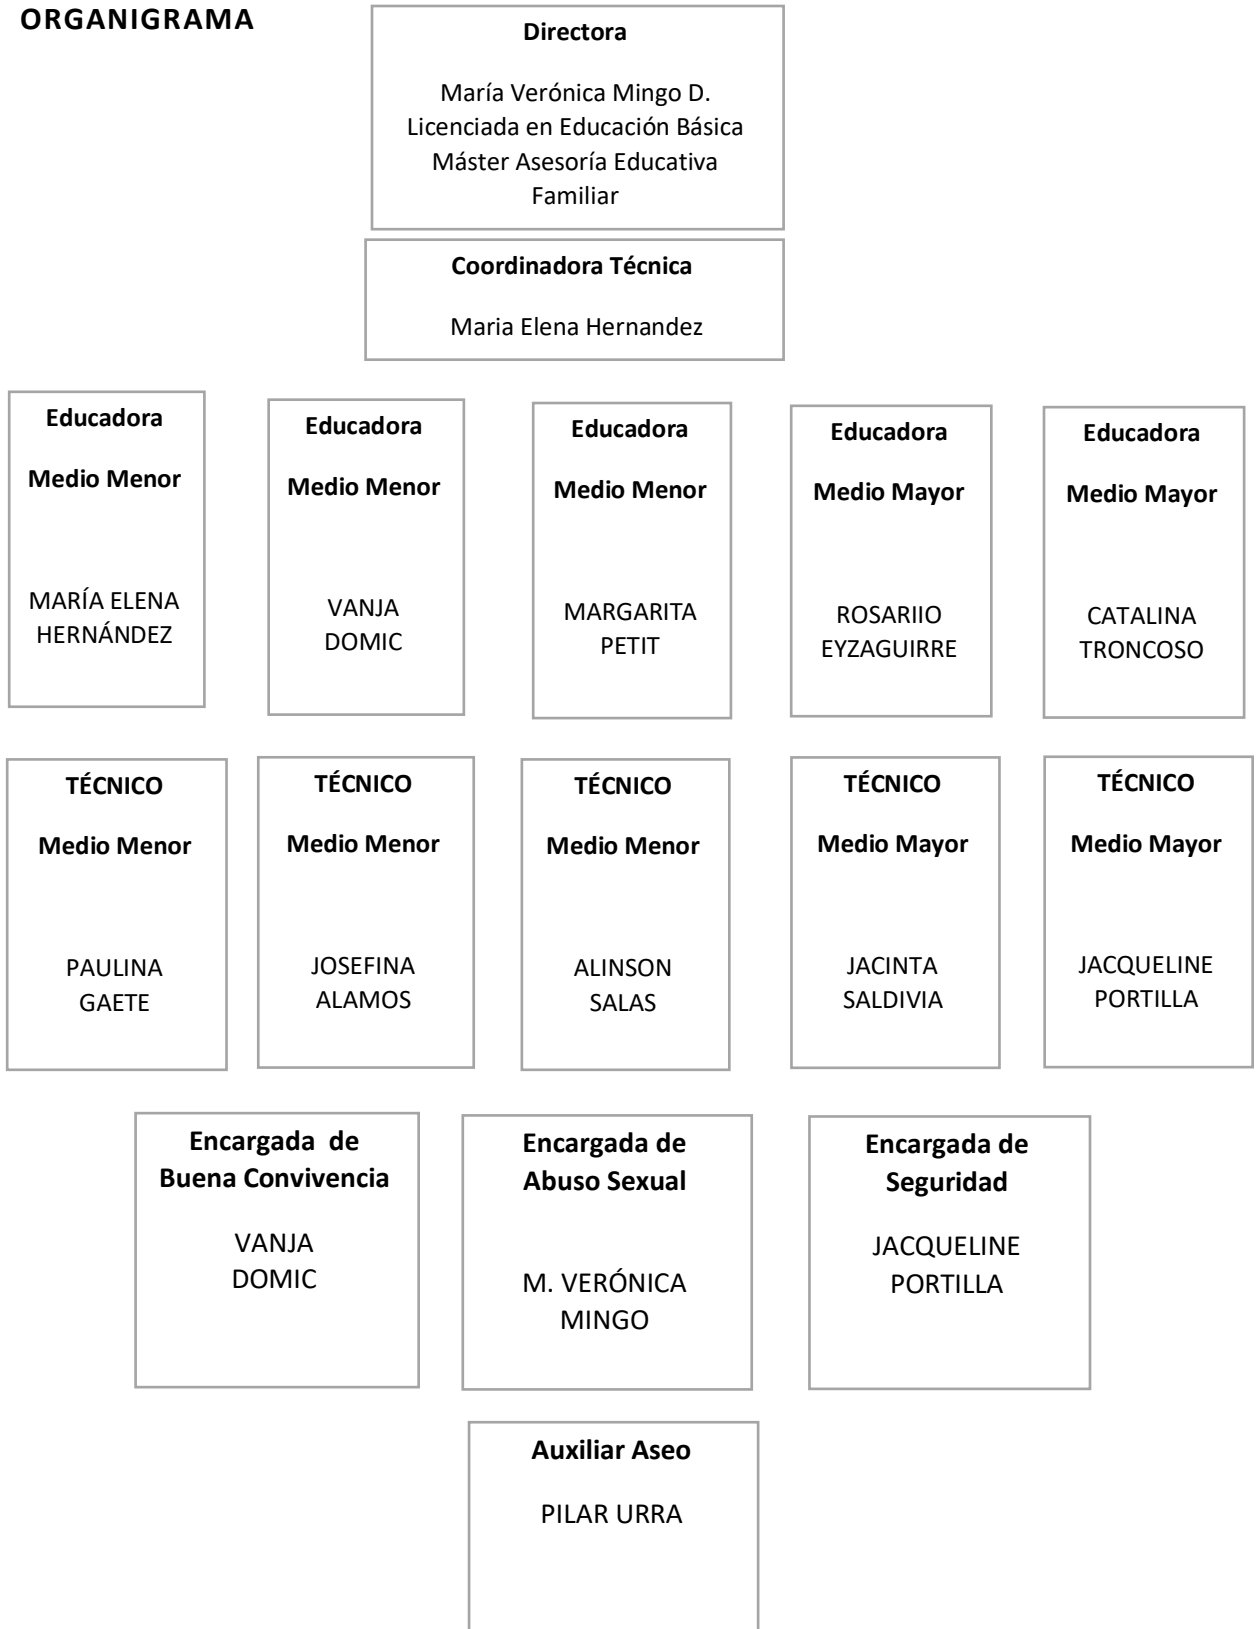 ORGANIGRAMA
Directora
María Verónica Mingo D.
Licenciada en Educación Básica
Máster Asesoría Educativa
Familiar
Coordinadora Técnica
Maria Elena Hernandez
Educadora
Medio Menor
MARÍA ELENA
HERNÁNDEZ
Educadora
Medio Menor
VANJA
DOMIC
Educadora
Medio Menor
MARGARITA
PETIT
Educadora
Medio Mayor
ROSARIIO
EYZAGUIRRE
Educadora
Medio Mayor
CATALINA
TRONCOSO
TÉCNICO
Medio Menor
PAULINA
GAETE
TÉCNICO
Medio Menor
JOSEFINA
ALAMOS
TÉCNICO
Medio Menor
ALINSON
SALAS
TÉCNICO
Medio Mayor
JACINTA
SALDIVIA
TÉCNICO
Medio Mayor
JACQUELINE
PORTILLA
Encargada  de
Buena Convivencia
VANJA
DOMIC
Encargada de
Abuso Sexual
M. VERÓNICA
MINGO
Encargada de
Seguridad
JACQUELINE
PORTILLA
Auxiliar Aseo
PILAR URRA